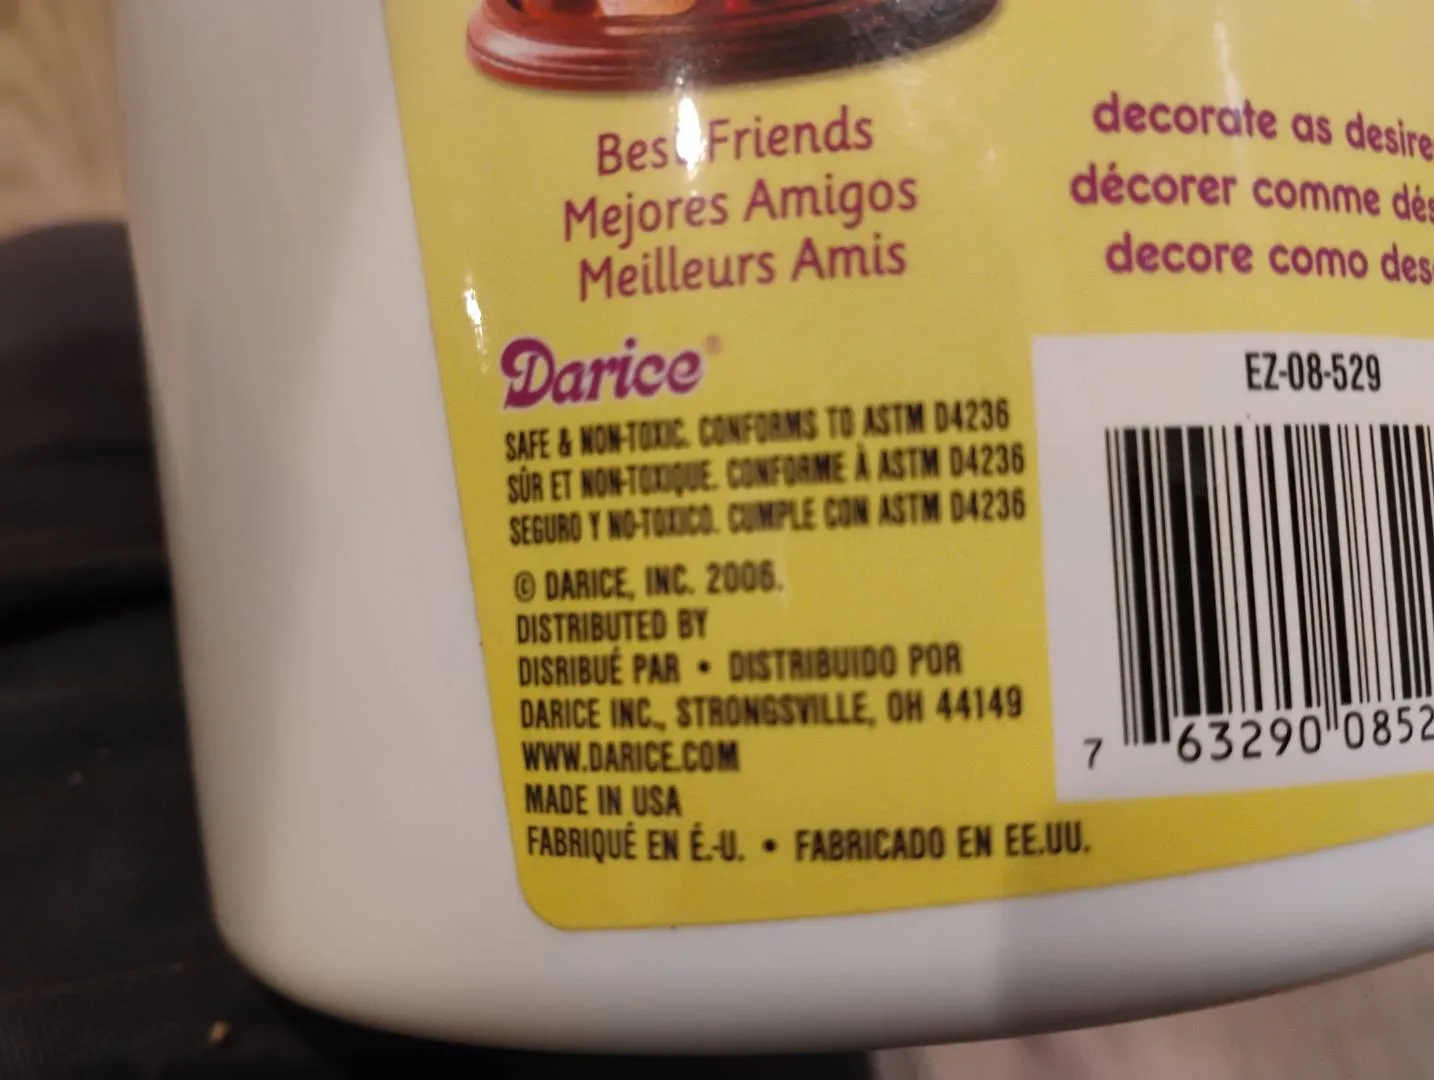 Best Friends
Mejores Amigos
Meilleurs Amis
decorate as desire
décorer comme dés
decore como des
Darice®
SAFE & NON-TOXIC. CONFORMS TO ASTM D4236
SÛR ET NON-TOXIQUE. CONFORME À ASTM D4236
SEGURO Y NO-TOXICO. CUMPLE CON ASTM D4236
© DARICE, INC. 2006.
DISTRIBUTED BY
DISRIBUÉ PAR • DISTRIBUIDO POR
DARICE INC., STRONGSVILLE, OH 44149
WWW.DARICE.COM
MADE IN USA
FABRIQUÉ EN É.-U. • FABRICADO EN EE.UU.
EZ-08-529
7 63290 0852